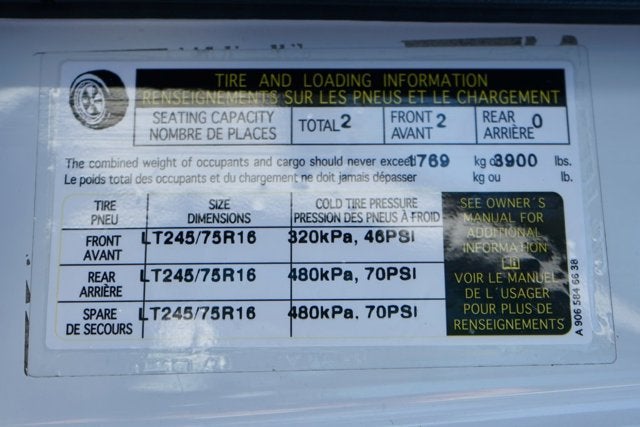 TIRE AND LOADING INFORMATION
RENSEIGNEMENTS SUR LES PNEUS ET LE CHARGEMENT
SEATING CAPACITY
NOMBRE DE PLACES
TOTAL 2
FRONT
AVANT 2
REAR
ARRIÈRE 0
The combined weight of occupants and cargo should never exceed 1769 kg or 3900 lbs.
Le poids total des occupants et du chargement ne doit jamais dépasser kg ou lb.
TIRE
PNEU
SIZE
DIMENSIONS
COLD TIRE PRESSURE
PRESSION DES PNEUS À FROID
FRONT
AVANT
LT245/75R16
320kPa, 46PSI
REAR
ARRIÈRE
LT245/75R16
480kPa, 70PSI
SPARE
DE SECOURS
LT245/75R16
480kPa, 70PSI
SEE OWNER'S
MANUAL FOR
ADDITIONAL
INFORMATION
VOIR LE MANUEL
DE L'USAGER
POUR PLUS DE
RENSEIGNEMENTS
A 906 584 66 38